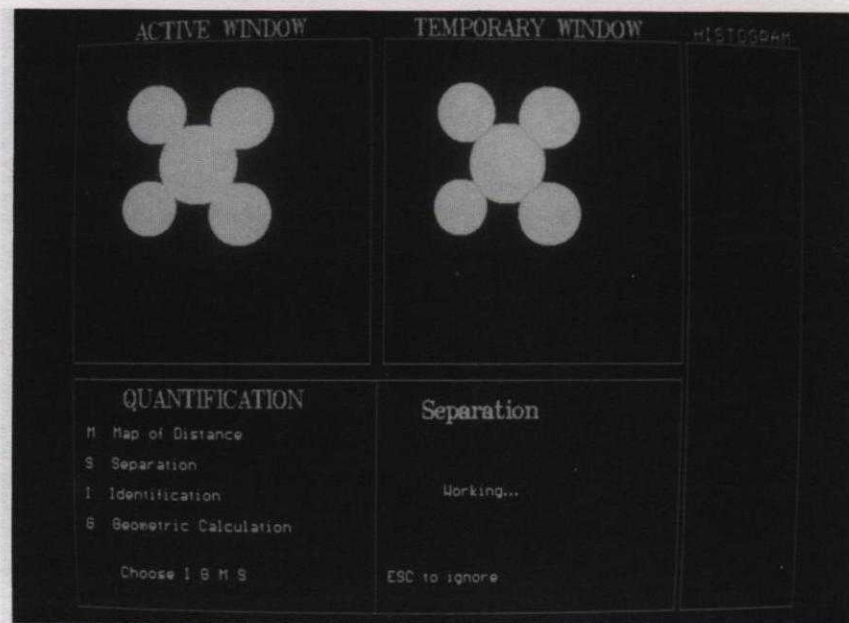 ACTIVE WINDOW
TEMPORARY WINDOW
HISTOGRAM
QUANTIFICATION
M Map of Distance
S Separation
I Identification
G Geometric Calculation
Choose I G M S
Separation
Working...
ESC to ignore